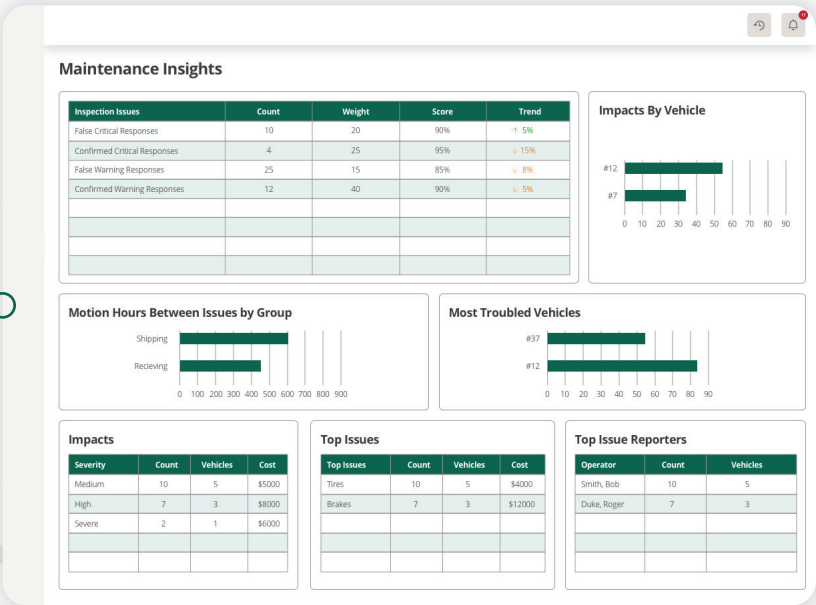 Maintenance Insights
Inspection Issues Count Weight Score Trend
False Critical Responses 10 20 90% ↑ 5%
Confirmed Critical Responses 4 25 95% ↓ 15%
False Warning Responses 25 15 85% ↓ 8%
Confirmed Warning Responses 12 40 90% ↓ 5%
Impacts By Vehicle
#12
#7
0 10 20 30 40 50 60 70 80 90
Motion Hours Between Issues by Group
Shipping
Recieving
0 100 200 300 400 500 600 700 800 900
Most Troubled Vehicles
#37
#12
0 10 20 30 40 50 60 70 80 90
Impacts
Severity Count Vehicles Cost
Medium 10 5 $5000
High 7 3 $8000
Severe 2 1 $6000
Top Issues
Top Issues Count Vehicles Cost
Tires 10 5 $4000
Brakes 7 3 $12000
Top Issue Reporters
Operator Count Vehicles
Smith, Bob 10 5
Duke, Roger 7 3